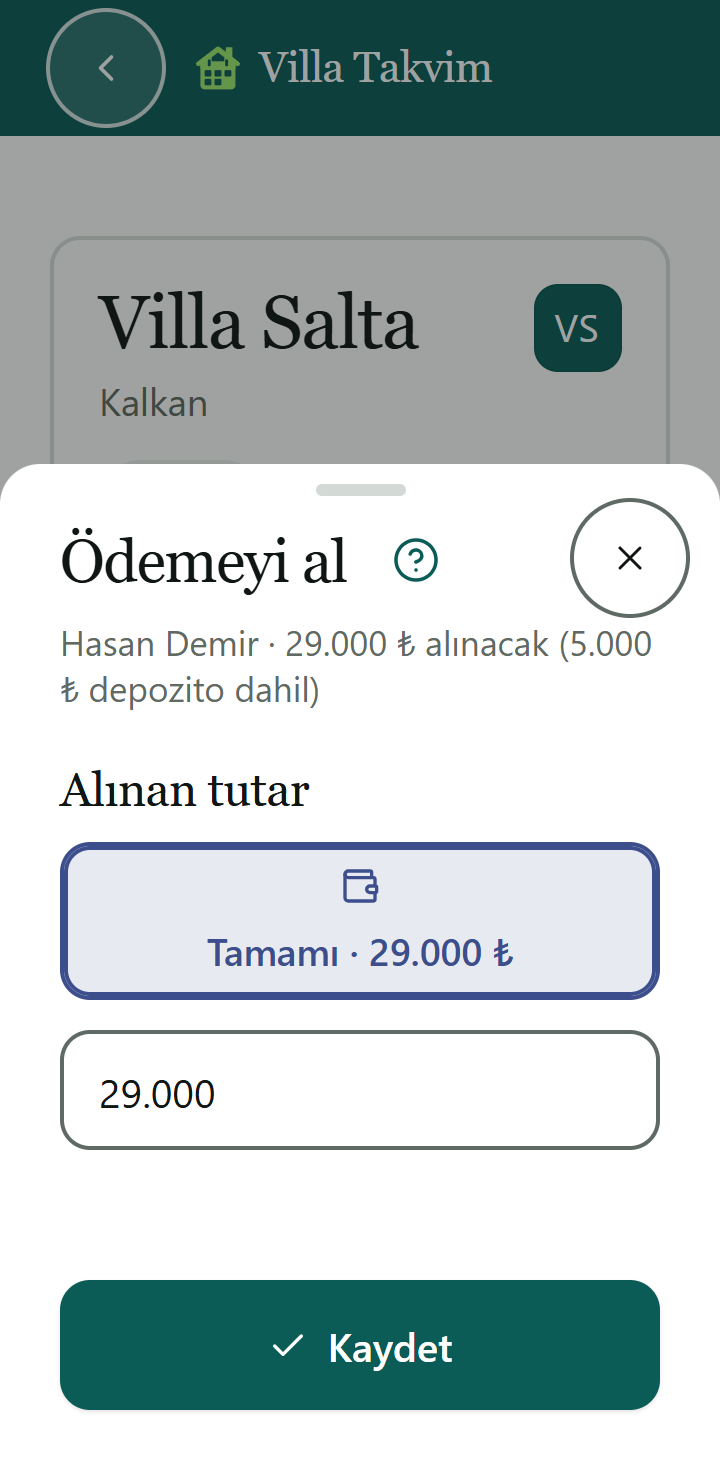 Villa Takvim
Villa Salta
VS
Kalkan
Ödemeyi al
?
Hasan Demir · 29.000 ₺ alınacak (5.000
₺ depozito dahil)
Alınan tutar
Tamamı · 29.000 ₺
29.000
Kaydet